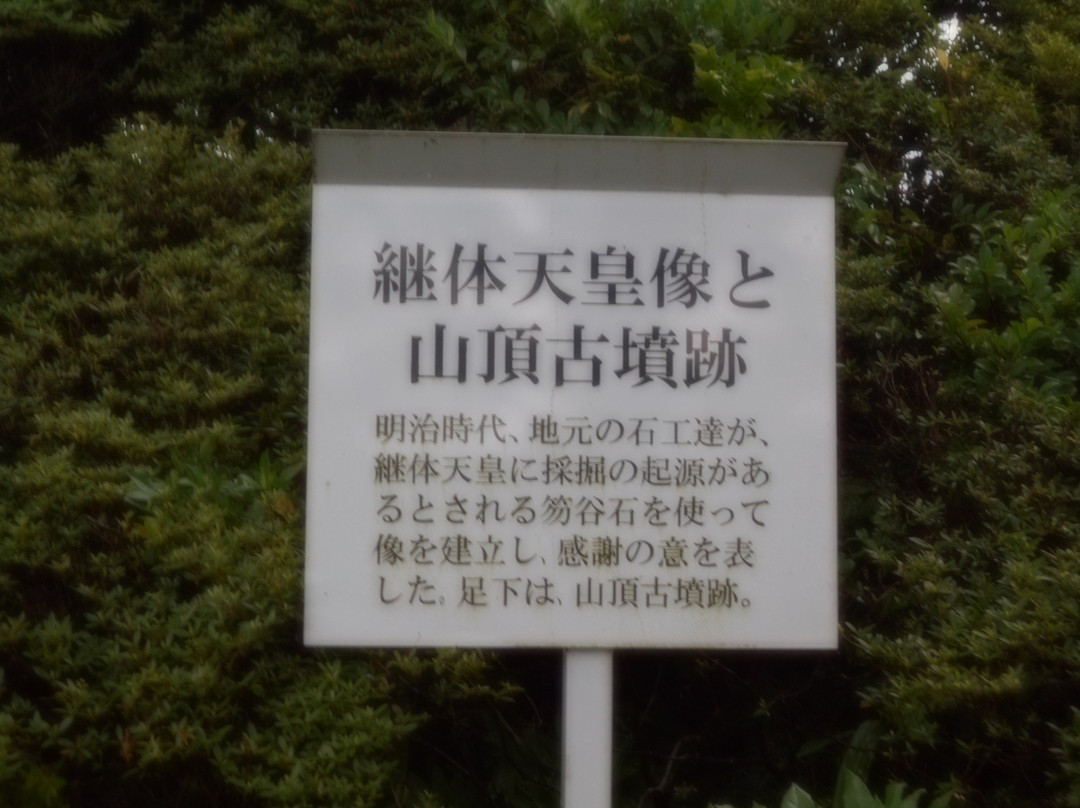 継体天皇像と
山頂古墳跡
明治時代、地元の石工達が、
継体天皇に採掘の起源があ
るとされる笏谷石を使って
像を建立し、感謝の意を表
した。足下は、山頂古墳跡。